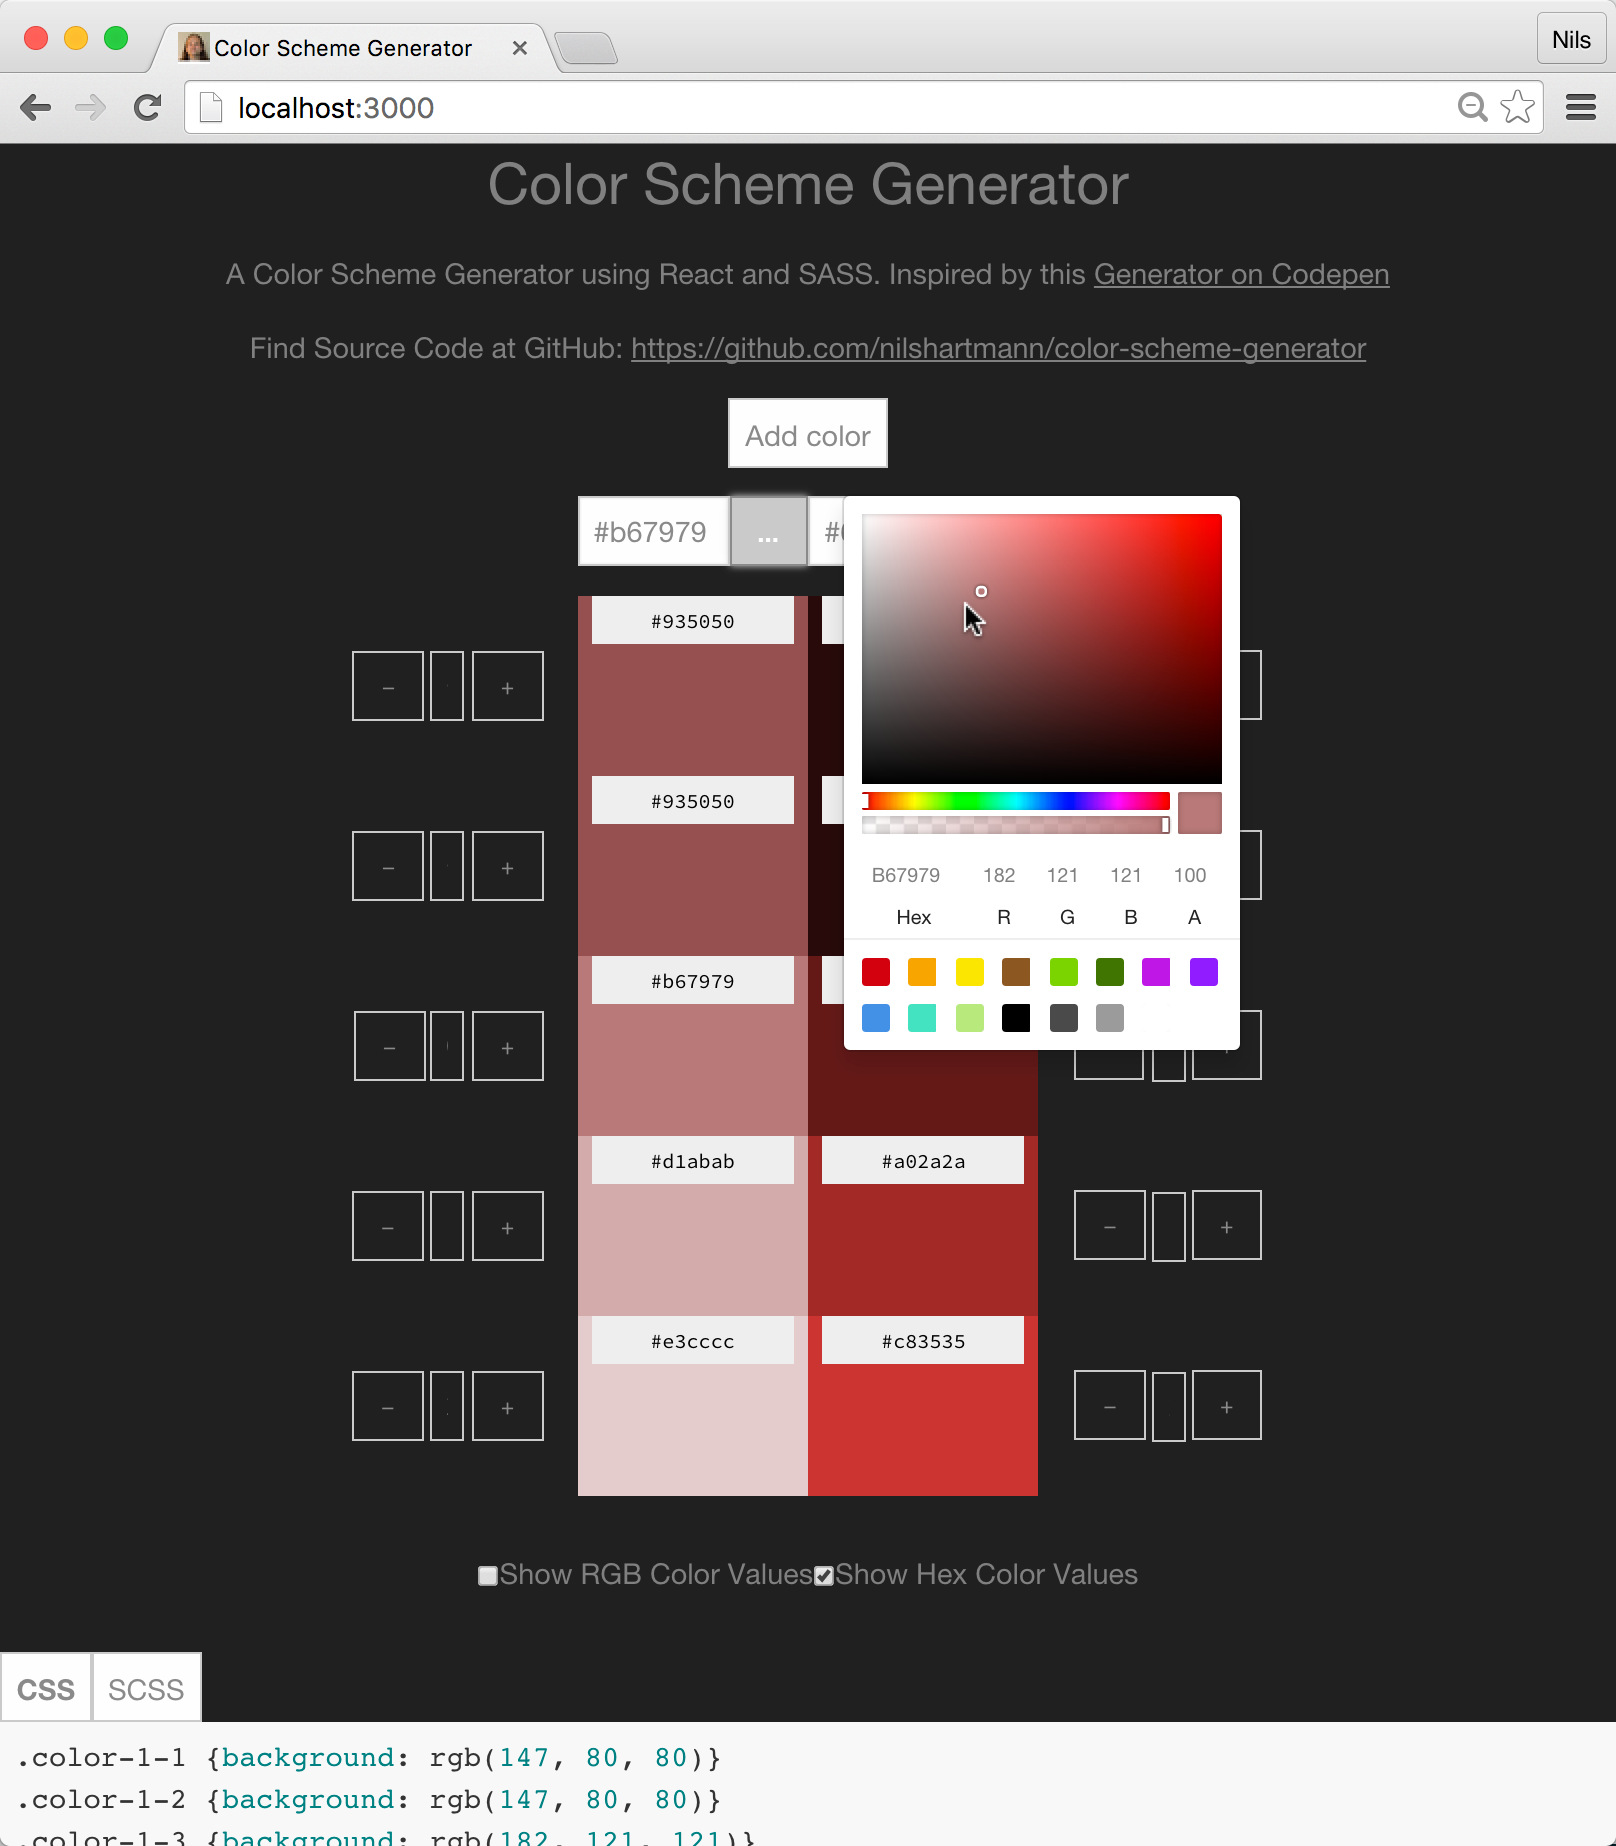 Color Scheme Generator
Nils
localhost:3000
Color Scheme Generator
A Color Scheme Generator using React and SASS. Inspired by this Generator on Codepen
Find Source Code at GitHub: https://github.com/nilshartmann/color-scheme-generator
Add color
#b67979 ... #
#935050
− +
#935050
− +
B67979 182 121 121 100
Hex R G B A
#b67979
− +
#d1abab #a02a2a
− + − +
#e3cccc #c83535
− + − +
Show RGB Color Values Show Hex Color Values
CSS SCSS
.color-1-1 {background: rgb(147, 80, 80)}
.color-1-2 {background: rgb(147, 80, 80)}
.color-1-3 {background: rgb(182, 121, 121)}